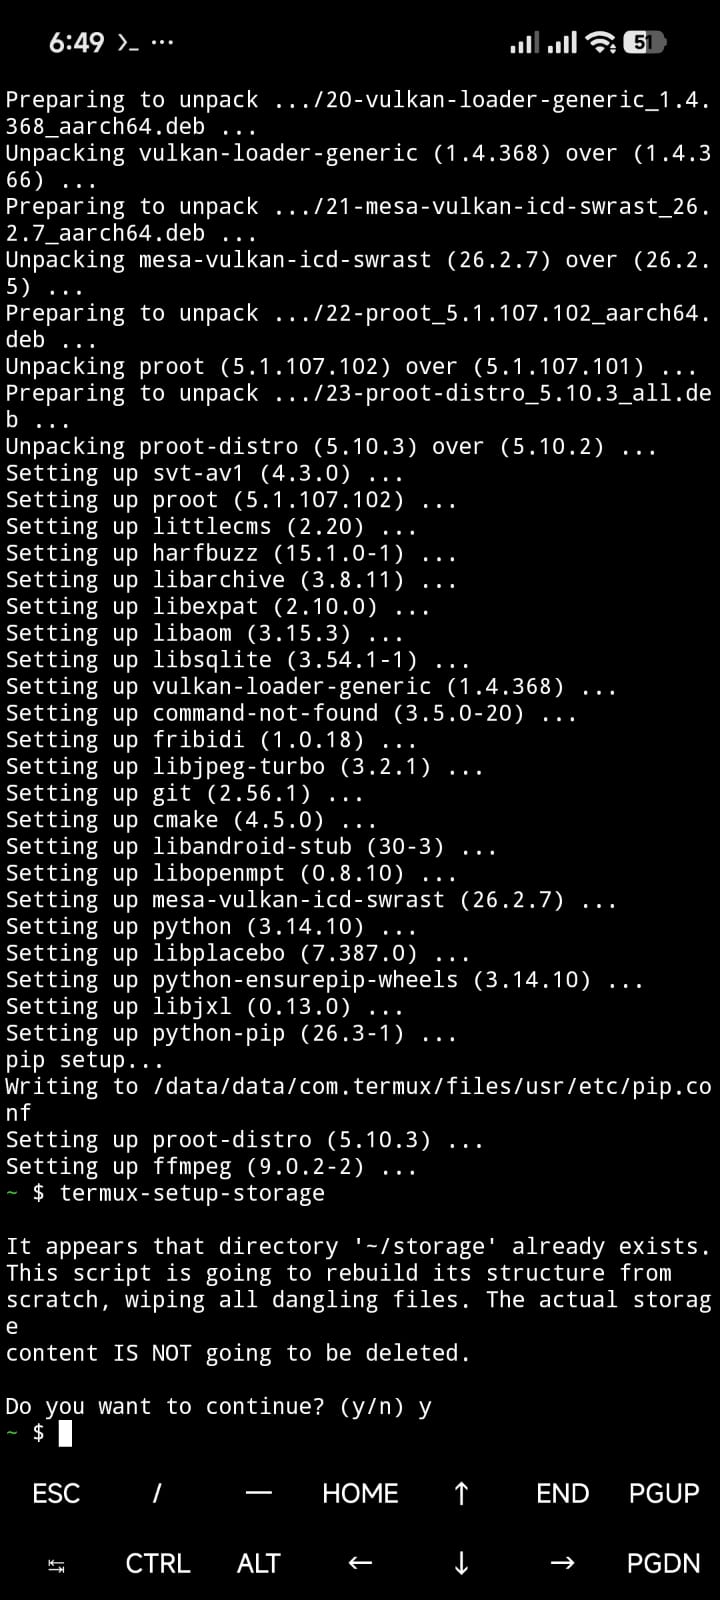 6:49 >_ ··· 51
Preparing to unpack .../20-vulkan-loader-generic_1.4.
368_aarch64.deb ...
Unpacking vulkan-loader-generic (1.4.368) over (1.4.3
66) ...
Preparing to unpack .../21-mesa-vulkan-icd-swrast_26.
2.7_aarch64.deb ...
Unpacking mesa-vulkan-icd-swrast (26.2.7) over (26.2.
5) ...
Preparing to unpack .../22-proot_5.1.107.102_aarch64.
deb ...
Unpacking proot (5.1.107.102) over (5.1.107.101) ...
Preparing to unpack .../23-proot-distro_5.10.3_all.de
b ...
Unpacking proot-distro (5.10.3) over (5.10.2) ...
Setting up svt-av1 (4.3.0) ...
Setting up proot (5.1.107.102) ...
Setting up littlecms (2.20) ...
Setting up harfbuzz (15.1.0-1) ...
Setting up libarchive (3.8.11) ...
Setting up libexpat (2.10.0) ...
Setting up libaom (3.15.3) ...
Setting up libsqlite (3.54.1-1) ...
Setting up vulkan-loader-generic (1.4.368) ...
Setting up command-not-found (3.5.0-20) ...
Setting up fribidi (1.0.18) ...
Setting up libjpeg-turbo (3.2.1) ...
Setting up git (2.56.1) ...
Setting up cmake (4.5.0) ...
Setting up libandroid-stub (30-3) ...
Setting up libopenmpt (0.8.10) ...
Setting up mesa-vulkan-icd-swrast (26.2.7) ...
Setting up python (3.14.10) ...
Setting up libplacebo (7.387.0) ...
Setting up python-ensurepip-wheels (3.14.10) ...
Setting up libjxl (0.13.0) ...
Setting up python-pip (26.3-1) ...
pip setup...
Writing to /data/data/com.termux/files/usr/etc/pip.co
nf
Setting up proot-distro (5.10.3) ...
Setting up ffmpeg (9.0.2-2) ...
~ $ termux-setup-storage
It appears that directory '~/storage' already exists.
This script is going to rebuild its structure from
scratch, wiping all dangling files. The actual storag
e
content IS NOT going to be deleted.
Do you want to continue? (y/n) y
~ $
ESC / — HOME ↑ END PGUP
↹ CTRL ALT ← ↓ → PGDN